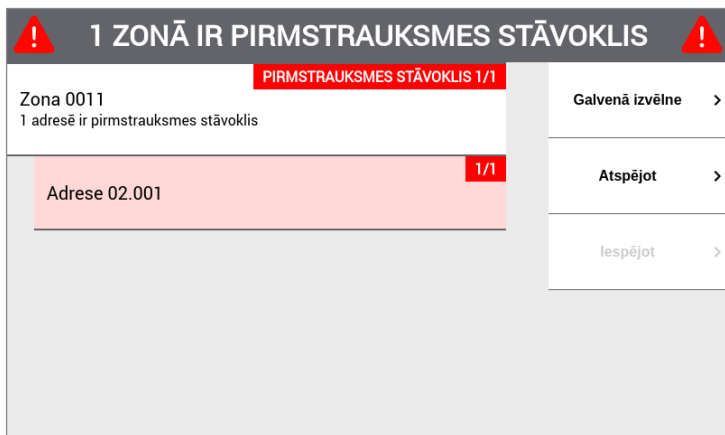 1 ZONĀ IR PIRMSTRAUKSMES STĀVOKLIS
PIRMSTRAUKSMES STĀVOKLIS 1/1
Zona 0011
1 adresē ir pirmstrauksmes stāvoklis
1/1
Adrese 02.001
Galvenā izvēlne
Atspējot
Iespējot